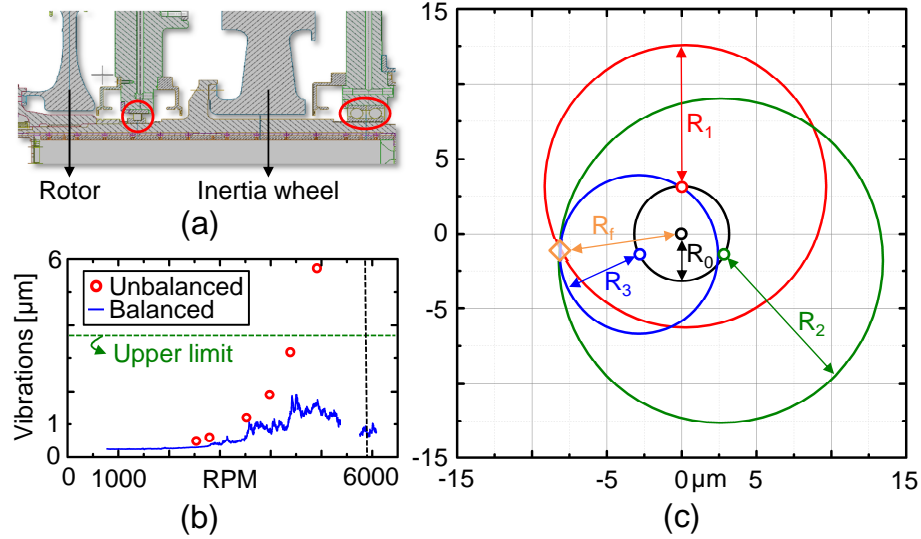 Rotor
Inertia wheel
(a)
6
Unbalanced
Balanced
Upper limit
1
0
Vibrations [μm]
0
1000
RPM
6000
(b)
15
10
5
0
-5
-15
-15
-5
0
μm
5
15
R1
Rf
R0
R3
R2
(c)